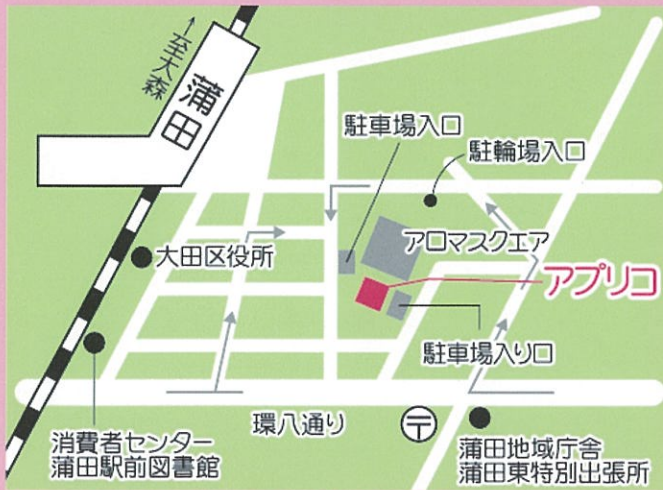 ↑至大森
蒲田
駐車場入口
駐輪場入口
大田区役所
アロマスクエア
アプリコ
駐車場入り口
環八通り
〒
消費者センター
蒲田駅前図書館
蒲田地域庁舎
蒲田東特別出張所